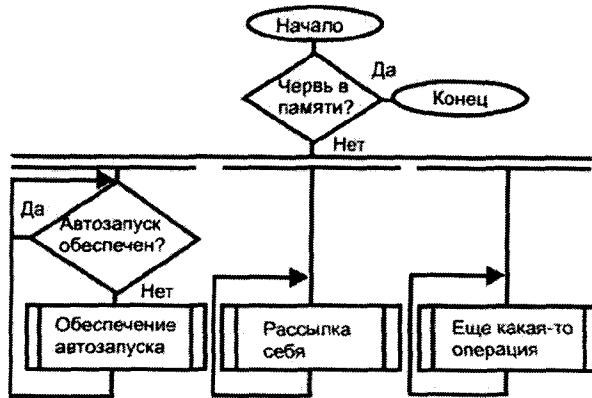 Начало
Червь в
памяти?
Да
Конец
Нет
Да
Автозапуск
обеспечен?
Нет
Обеспечение
автозапуска
Рассылка
себя
Еще какая-то
операция